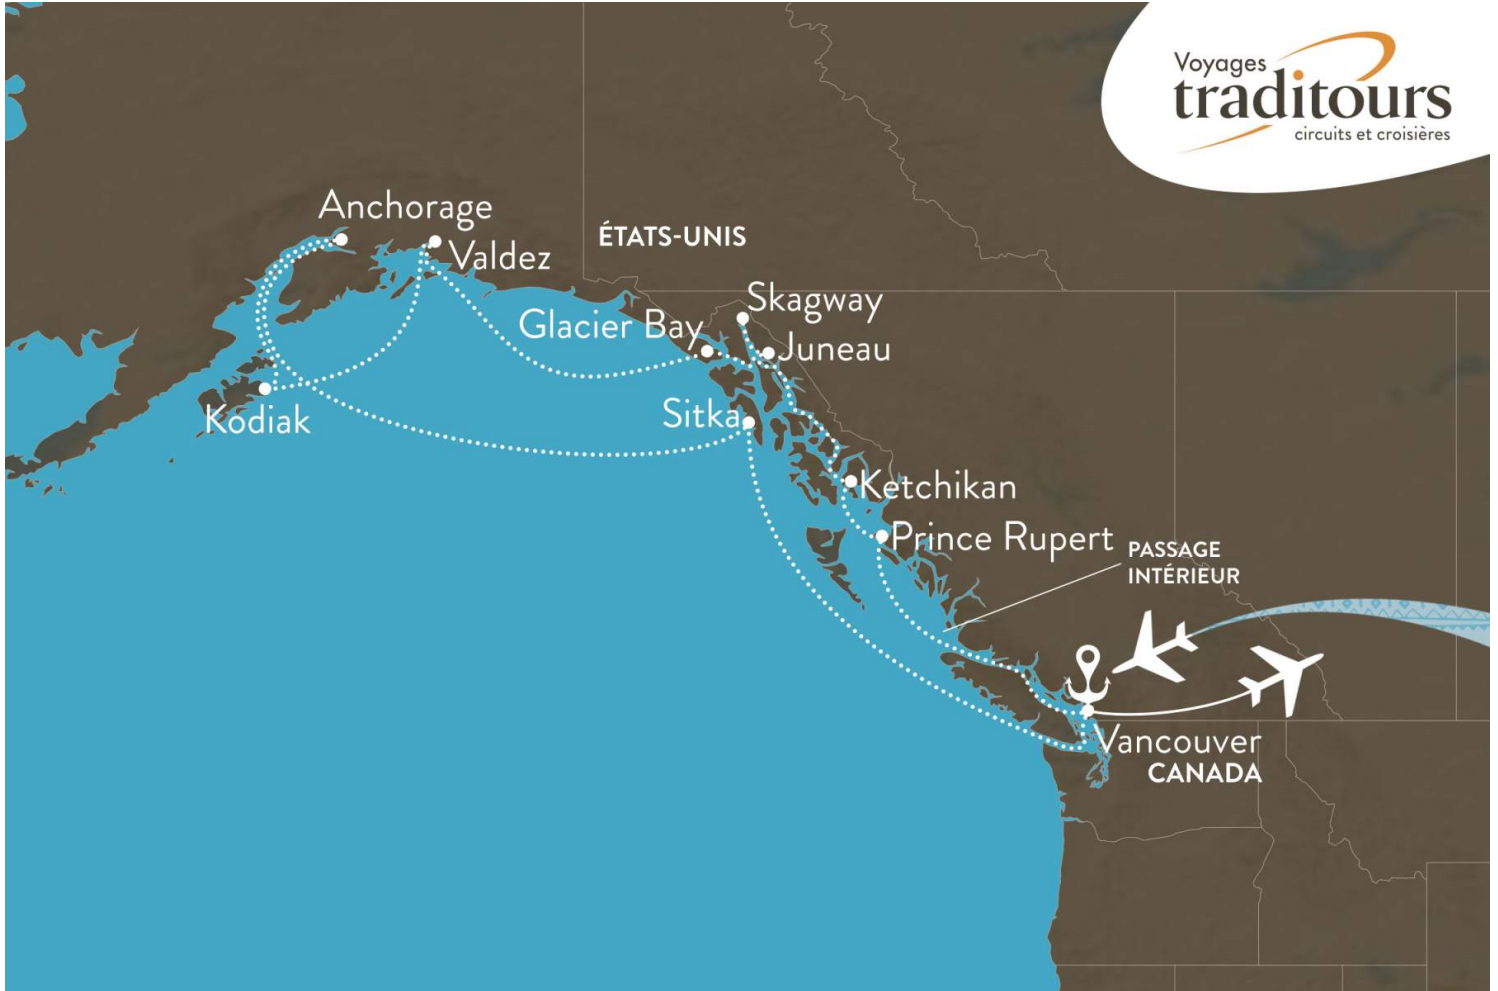 Voyages
traditours
circuits et croisières
Anchorage
Valdez
ÉTATS-UNIS
Skagway
Glacier Bay
Juneau
Kodiak
Sitka
Ketchikan
Prince Rupert
PASSAGE
INTÉRIEUR
Vancouver
CANADA